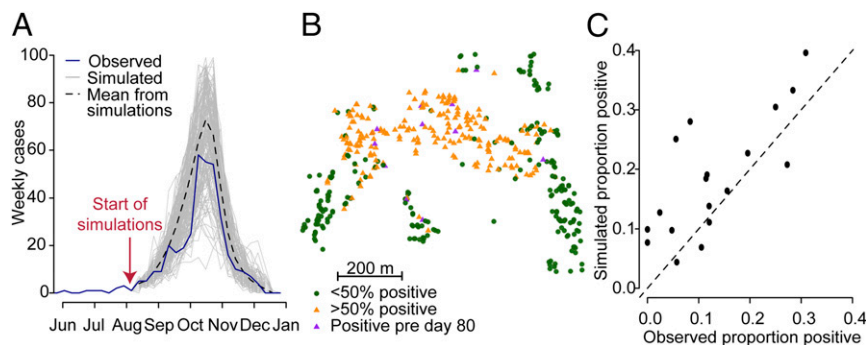 A
Observed
Simulated
Mean from
simulations
Start of
simulations
Weekly cases
100
80
60
40
20
0
Jun Jul Aug Sep Oct Nov Dec Jan
B
200 m
<50% positive
>50% positive
Positive pre day 80
C
Simulated proportion positive
0.4
0.3
0.2
0.1
0.0
0.0 0.1 0.2 0.3 0.4
Observed proportion positive